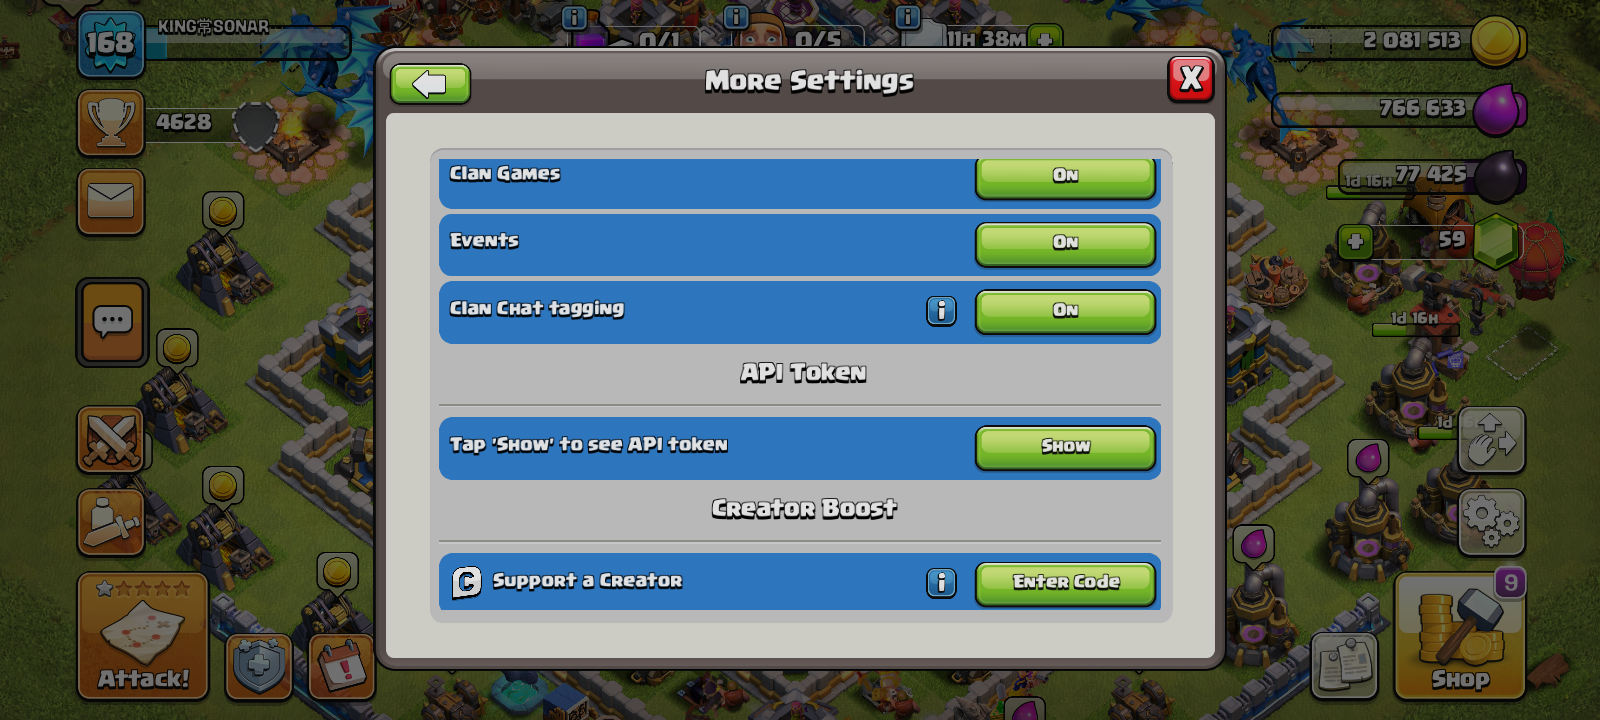 168
KING常SONAR
0/1
0/5
11H 38M
2 081 513
More Settings
X
4628
766 633
Clan Games
On
1d 16H
77 425
Events
On
59
Clan Chat tagging
i
On
1d 16H
API Token
1d
Tap 'Show' to see API token
Show
Creator Boost
C
Support a Creator
i
Enter Code
9
Attack!
Shop